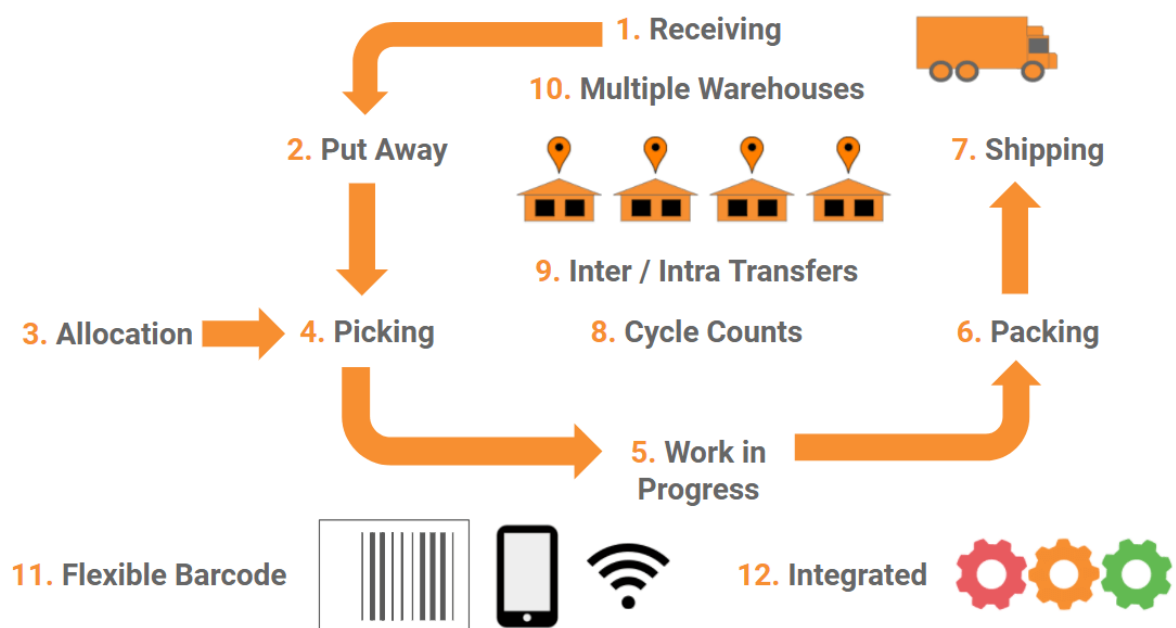 1. Receiving
10. Multiple Warehouses
2. Put Away
7. Shipping
9. Inter / Intra Transfers
3. Allocation
4. Picking
8. Cycle Counts
6. Packing
5. Work in
Progress
11. Flexible Barcode
12. Integrated